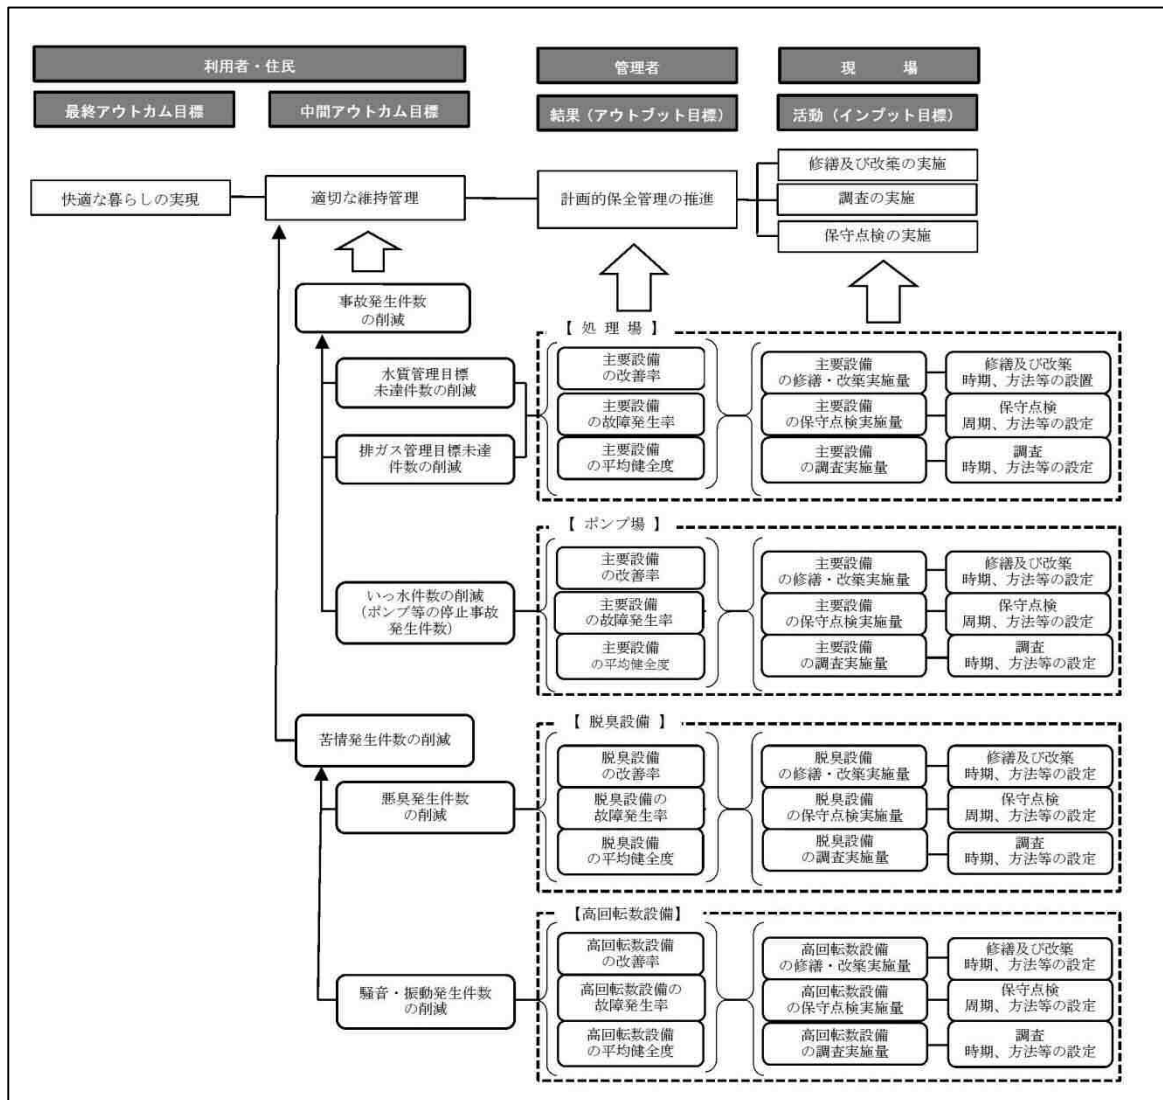 利用者・住民
管理者
現 場
最終アウトカム目標
中間アウトカム目標
結果（アウトプット目標）
活動（インプット目標）
快適な暮らしの実現
適切な維持管理
計画的保全管理の推進
修繕及び改築の実施
調査の実施
保守点検の実施
事故発生件数
の削減
水質管理目標
未達件数の削減
排ガス管理目標未達
件数の削減
【 処 理 場 】
主要設備
の改善率
主要設備
の故障発生率
主要設備
の平均健全度
主要設備
の修繕・改築実施量
主要設備
の保守点検実施量
主要設備
の調査実施量
修繕及び改築
時期、方法等の設置
保守点検
周期、方法等の設定
調査
時期、方法等の設定
いっ水件数の削減
（ポンプ等の停止事故
発生件数）
【 ポンプ場 】
主要設備
の改善率
主要設備
の故障発生率
主要設備
の平均健全度
主要設備
の修繕・改築実施量
主要設備
の保守点検実施量
主要設備
の調査実施量
修繕及び改築
時期、方法等の設定
保守点検
周期、方法等の設定
調査
時期、方法等の設定
苦情発生件数の削減
悪臭発生件数
の削減
【 脱臭設備 】
脱臭設備
の改善率
脱臭設備の
故障発生率
脱臭設備
の平均健全度
脱臭設備
の修繕・改築実施量
脱臭設備
の保守点検実施量
脱臭設備
の調査実施量
修繕及び改築
時期、方法等の設定
保守点検
周期、方法等の設定
調査
時期、方法等の設定
騒音・振動発生件数
の削減
【高回転数設備】
高回転数設備
の改善率
高回転数設備の
故障発生率
高回転数設備
の平均健全度
高回転数設備
の修繕・改築実施量
高回転数設備
の保守点検実施量
高回転数設備
の調査実施量
修繕及び改築
時期、方法等の設定
保守点検
周期、方法等の設定
調査
時期、方法等の設定